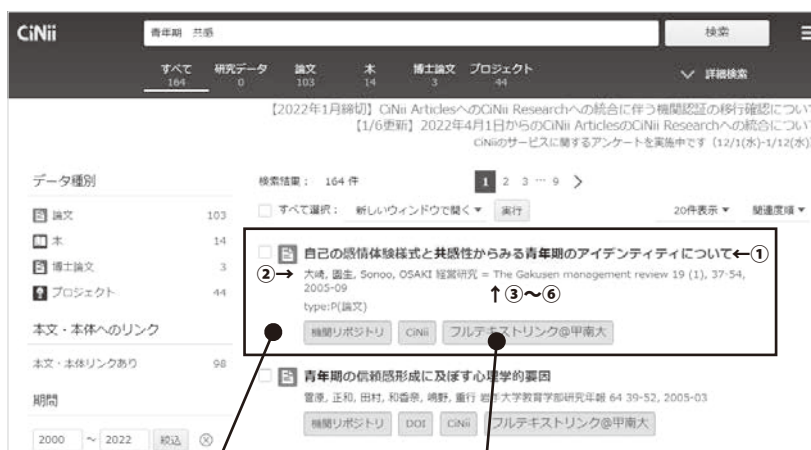 CiNii
青年期 共感
検索
すべて 研究データ 論文 本 博士論文 プロジェクト
164 0 103 14 3 44
詳細検索
【2022年1月締切】CiNii ArticlesへのCiNii Researchへの統合に伴う機関認証の移行確認につい
【1/6更新】2022年4月1日からのCiNii ArticlesのCiNii Researchへの統合につい
CiNiiのサービスに関するアンケートを実施中です（12/1(水)-1/12(水)
データ種別
検索結果： 164 件
1 2 3 … 9 >
すべて選択： 新しいウィンドウで開く▼ 実行
20件表示▼ 関連度順▼
論文 103
本 14
博士論文 3
プロジェクト 44
本文・本体へのリンク
本文・本体リンクあり 98
期間
2000 ～ 2022 絞込
自己の感情体験様式と共感性からみる青年期のアイデンティティについて←①
②→ 大﨑, 園生, Sonoo, OSAKI 経営研究 = The Gakusen management review 19 (1), 37-54,
2005-09
↑③～⑥
type:P(論文)
機関リポジトリ CiNii フルテキストリンク@甲南大
青年期の信頼感形成に及ぼす心理学的要因
菅原, 正和, 田村, 和香奈, 嶋野, 重行 岩手大学教育学部研究年報 64 39-52, 2005-03
機関リポジトリ DOI CiNii フルテキストリンク@甲南大